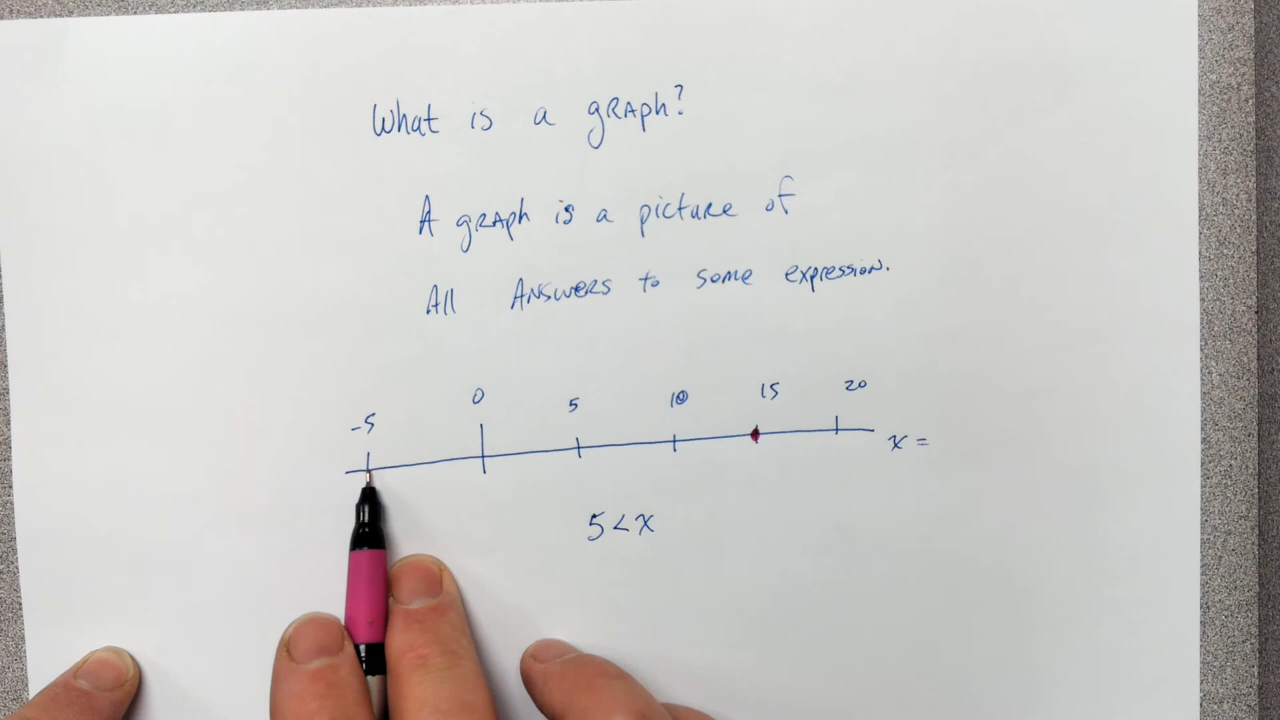 What is a graph?
A graph is a picture of
All Answers to some expression.
-5 0 5 10 15 20
x =
5 < x